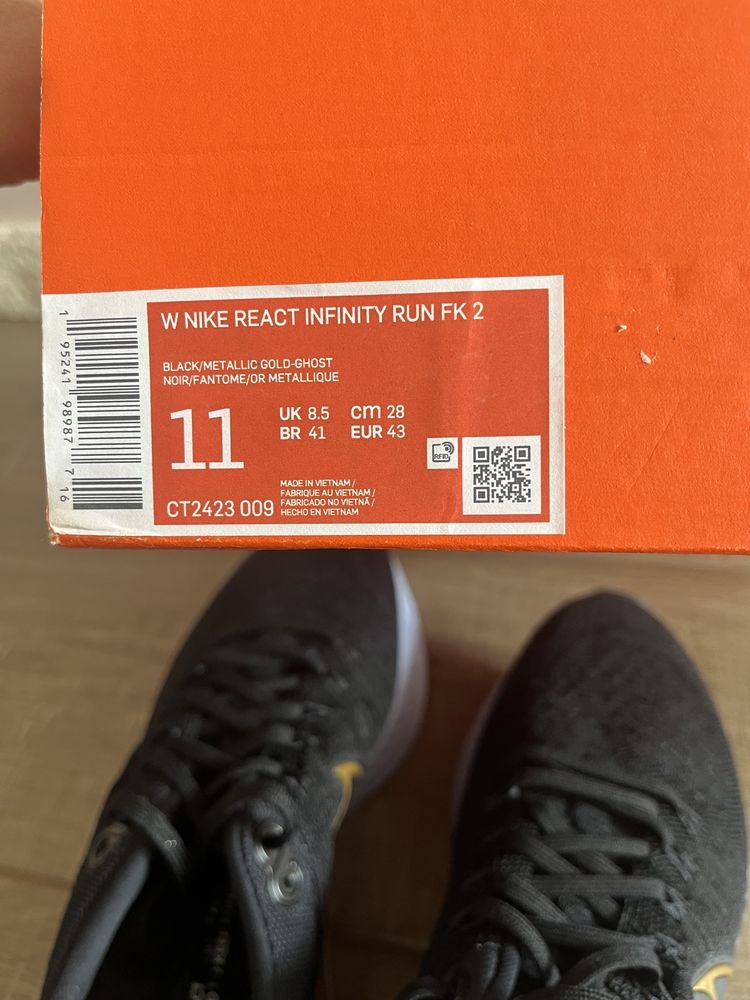 W NIKE REACT INFINITY RUN FK 2
BLACK/METALLIC GOLD-GHOST
NOIR/FANTOME/OR METALLIQUE
11
UK 8.5 cm 28
BR 41 EUR 43
RFID
MADE IN VIETNAM /
FABRIQUE AU VIETNAM /
FABRICADO NO VIETNÃ /
HECHO EN VIETNAM
CT2423 009
1 95241 98987 7 16